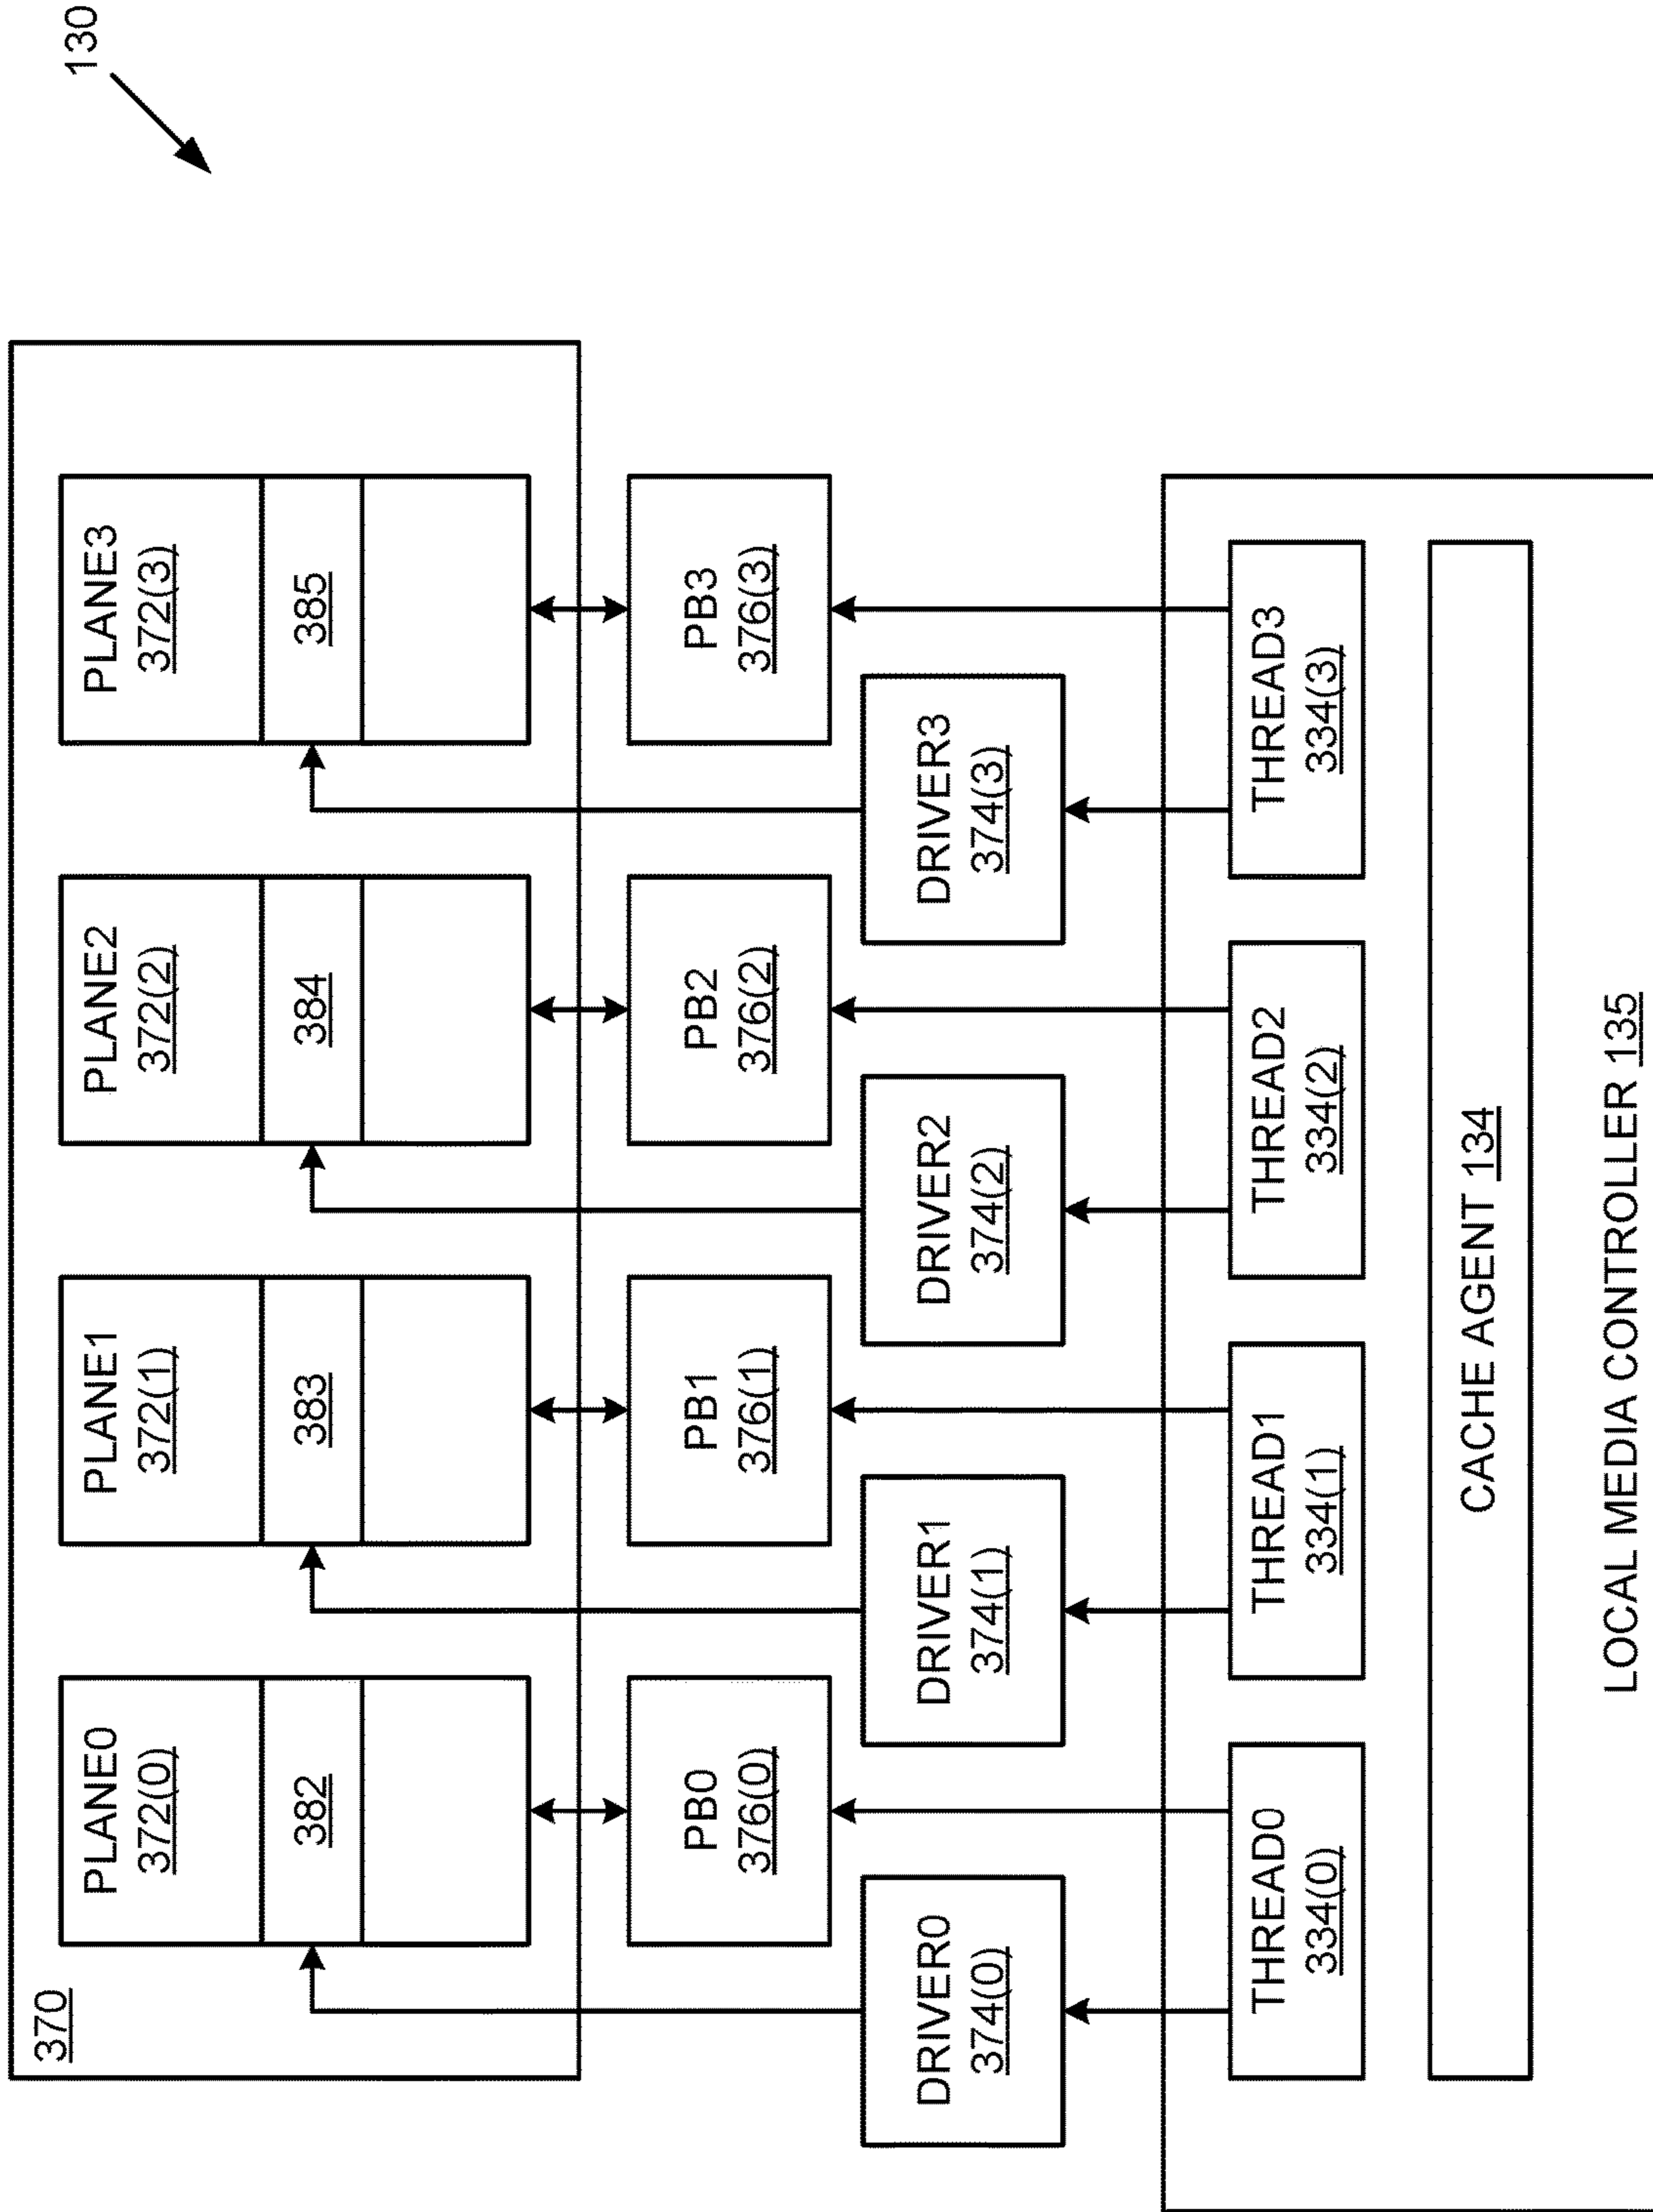 130
370
PLANE0
372(0)
382
PLANE1
372(1)
383
PLANE2
372(2)
384
PLANE3
372(3)
385
PB0
376(0)
PB1
376(1)
PB2
376(2)
PB3
376(3)
DRIVER0
374(0)
DRIVER1
374(1)
DRIVER2
374(2)
DRIVER3
374(3)
THREAD0
334(0)
THREAD1
334(1)
THREAD2
334(2)
THREAD3
334(3)
CACHE AGENT 134
LOCAL MEDIA CONTROLLER 135